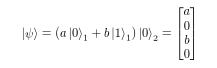 |ψ⟩ = (a |0⟩₁ + b |1⟩₁) |0⟩₂ = [a 0 b 0]